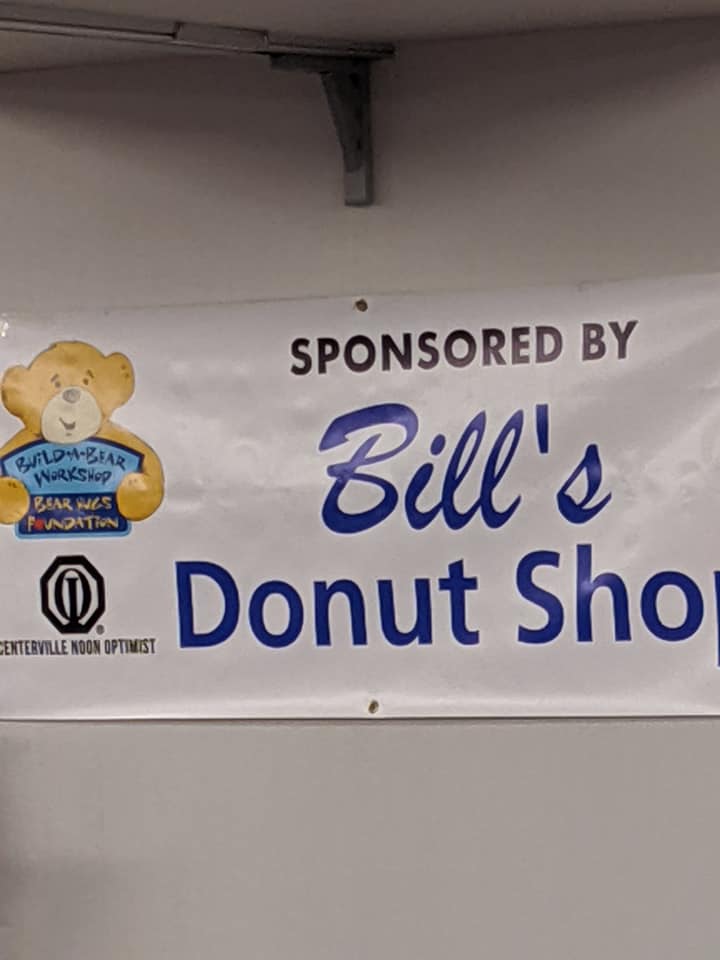 SPONSORED BY
Bill's
Donut Shop
BUILD-A-BEAR
WORKSHOP
BEAR HUGS
FOUNDATION
CENTERVILLE NOON OPTIMIST